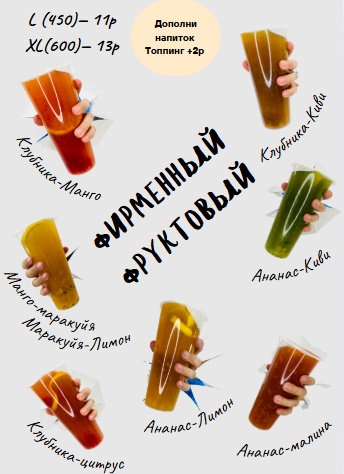 L (450)– 11р
XL(600)– 13р
Дополни
напиток
Топпинг +2р
Клубника-Манго
Клубника-Киви
ФИРМЕННЫЙ
ФРУКТОВЫЙ
Ананас-Киви
Манго-маракуйя
Маракуйя-Лимон
Ананас-Лимон
Клубника-цитрус
Ананас-малина